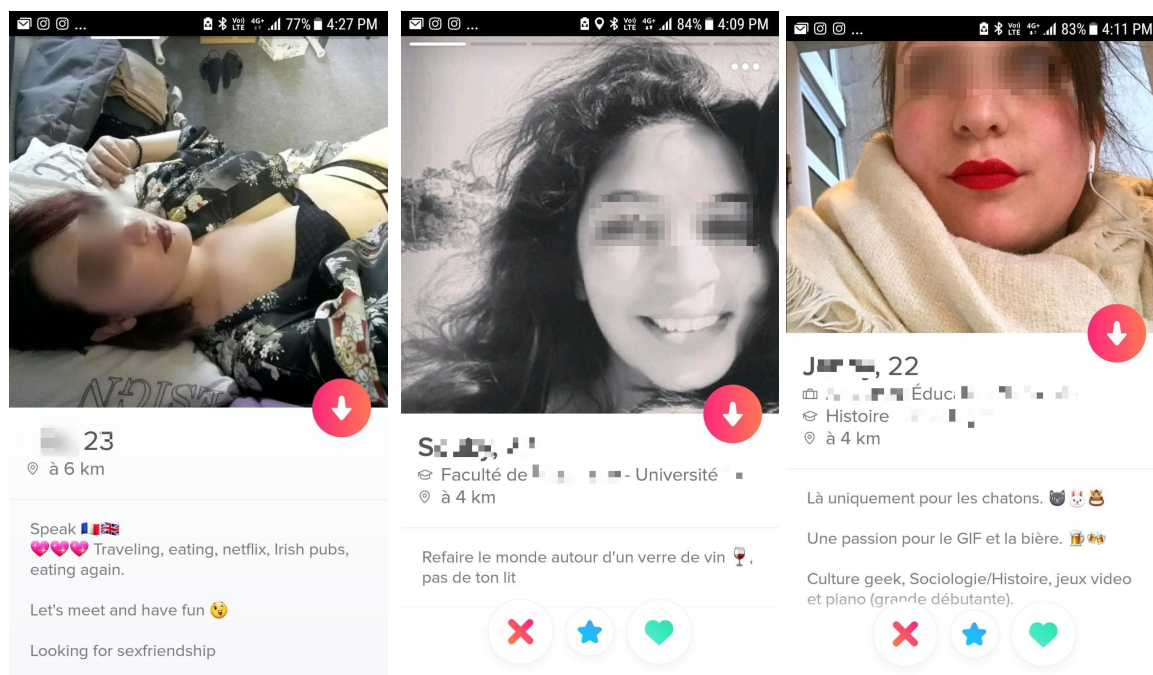 77% 4:27 PM
23
à 6 km
Speak 🇫🇷🇬🇧
💖💖💖 Traveling, eating, netflix, Irish pubs,
eating again.
Let's meet and have fun 😉
Looking for sexfriendship
84% 4:09 PM
Faculté de - Université
à 4 km
Refaire le monde autour d'un verre de vin 🍷,
pas de ton lit
83% 4:11 PM
, 22
Histoire
à 4 km
Là uniquement pour les chatons. 🐱🐰🐹
Une passion pour le GIF et la bière. 🍺🍻
Culture geek, Sociologie/Histoire, jeux video
et piano (grande débutante).